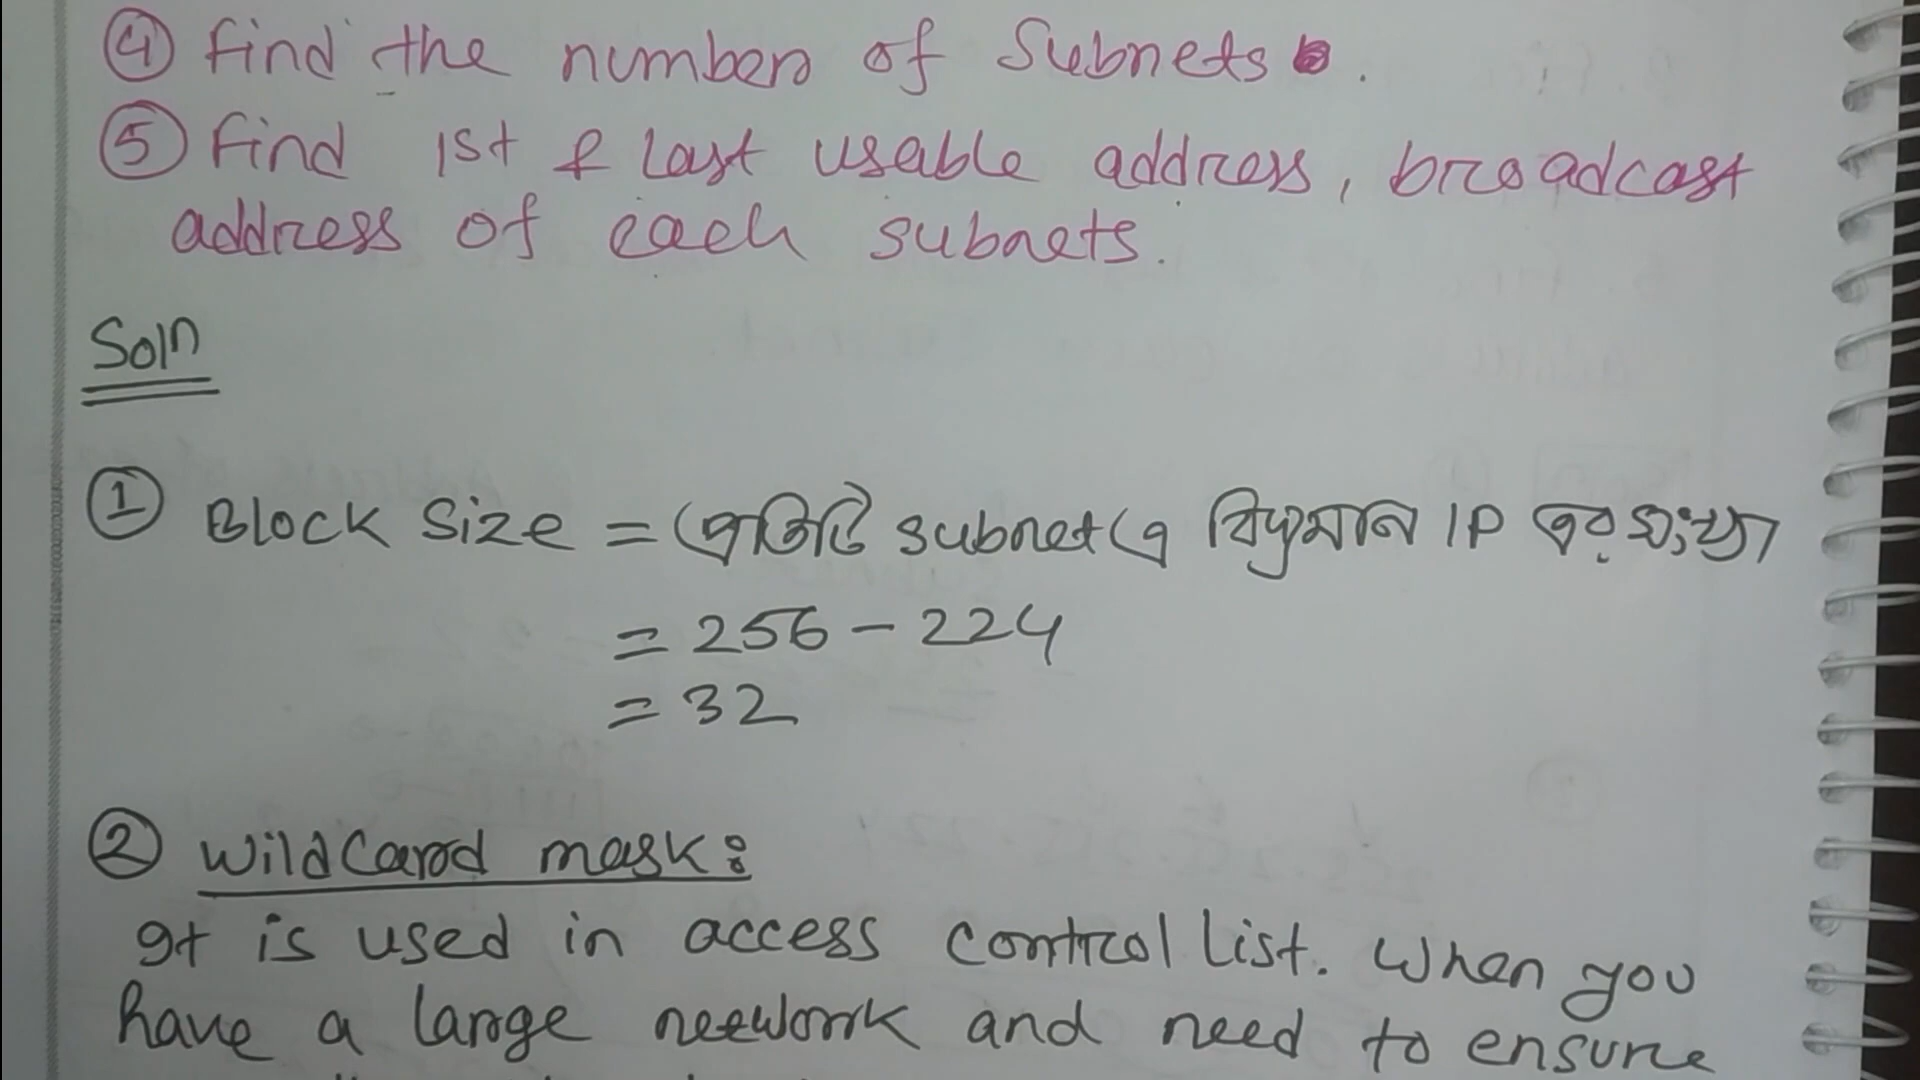 ④ Find the number of Subnets.
⑤ Find 1st & last usable address, broadcast
address of each subnets.
Soln
① Block Size = প্রতিটি subnet এ বিদ্যমান IP এর সংখ্যা
= 256 - 224
= 32
② Wildcard mask:
It is used in access control list. When you
have a large network and need to ensure